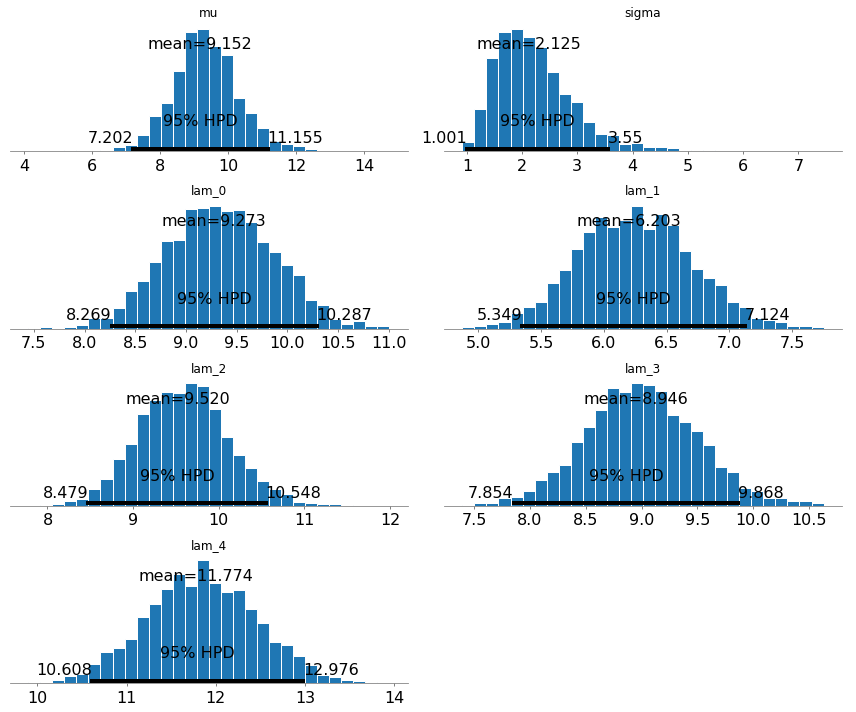 mu
mean=9.152
95% HPD
7.202 11.155
4 6 8 10 12 14
sigma
mean=2.125
95% HPD
1.001 3.55
1 2 3 4 5 6 7
lam_0
mean=9.273
95% HPD
8.269 10.287
7.5 8.0 8.5 9.0 9.5 10.0 10.5 11.0
lam_1
mean=6.203
95% HPD
5.349 7.124
5.0 5.5 6.0 6.5 7.0 7.5
lam_2
mean=9.520
95% HPD
8.479 10.548
8 9 10 11 12
lam_3
mean=8.946
95% HPD
7.854 9.868
7.5 8.0 8.5 9.0 9.5 10.0 10.5
lam_4
mean=11.774
95% HPD
10.608 12.976
10 11 12 13 14